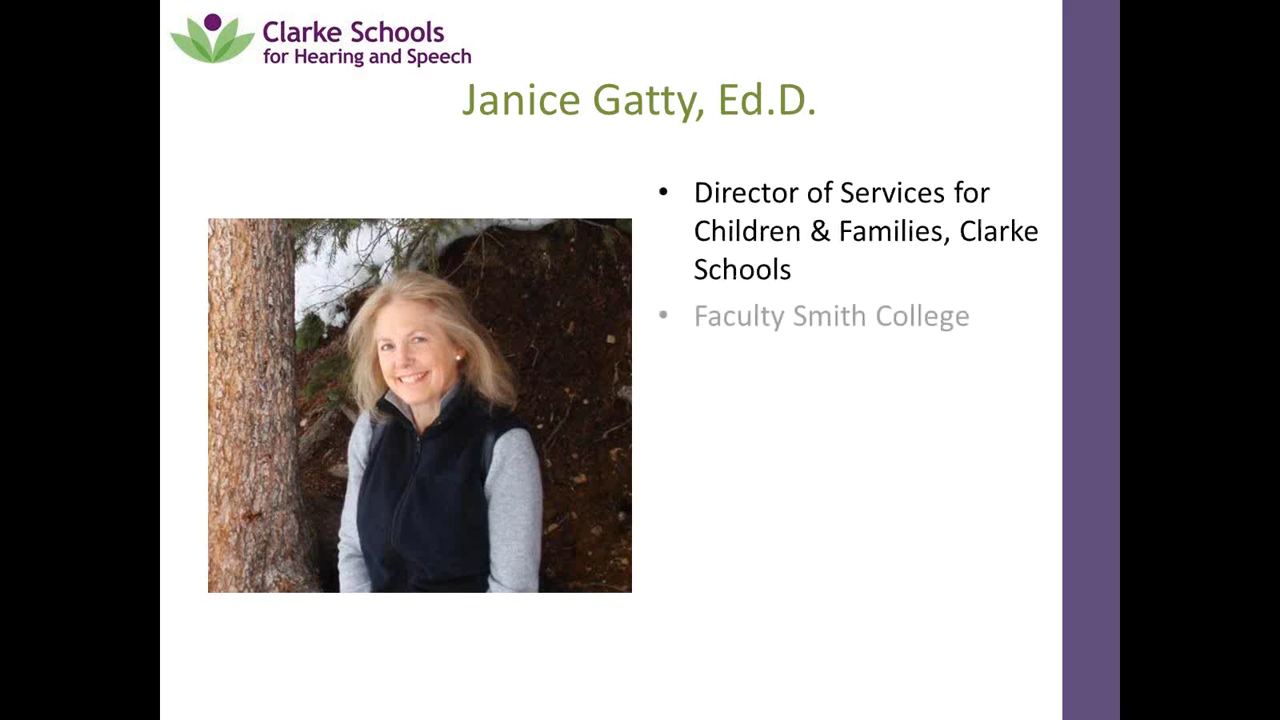 Clarke Schools
for Hearing and Speech
Janice Gatty, Ed.D.
• Director of Services for
Children & Families, Clarke
Schools
• Faculty Smith College